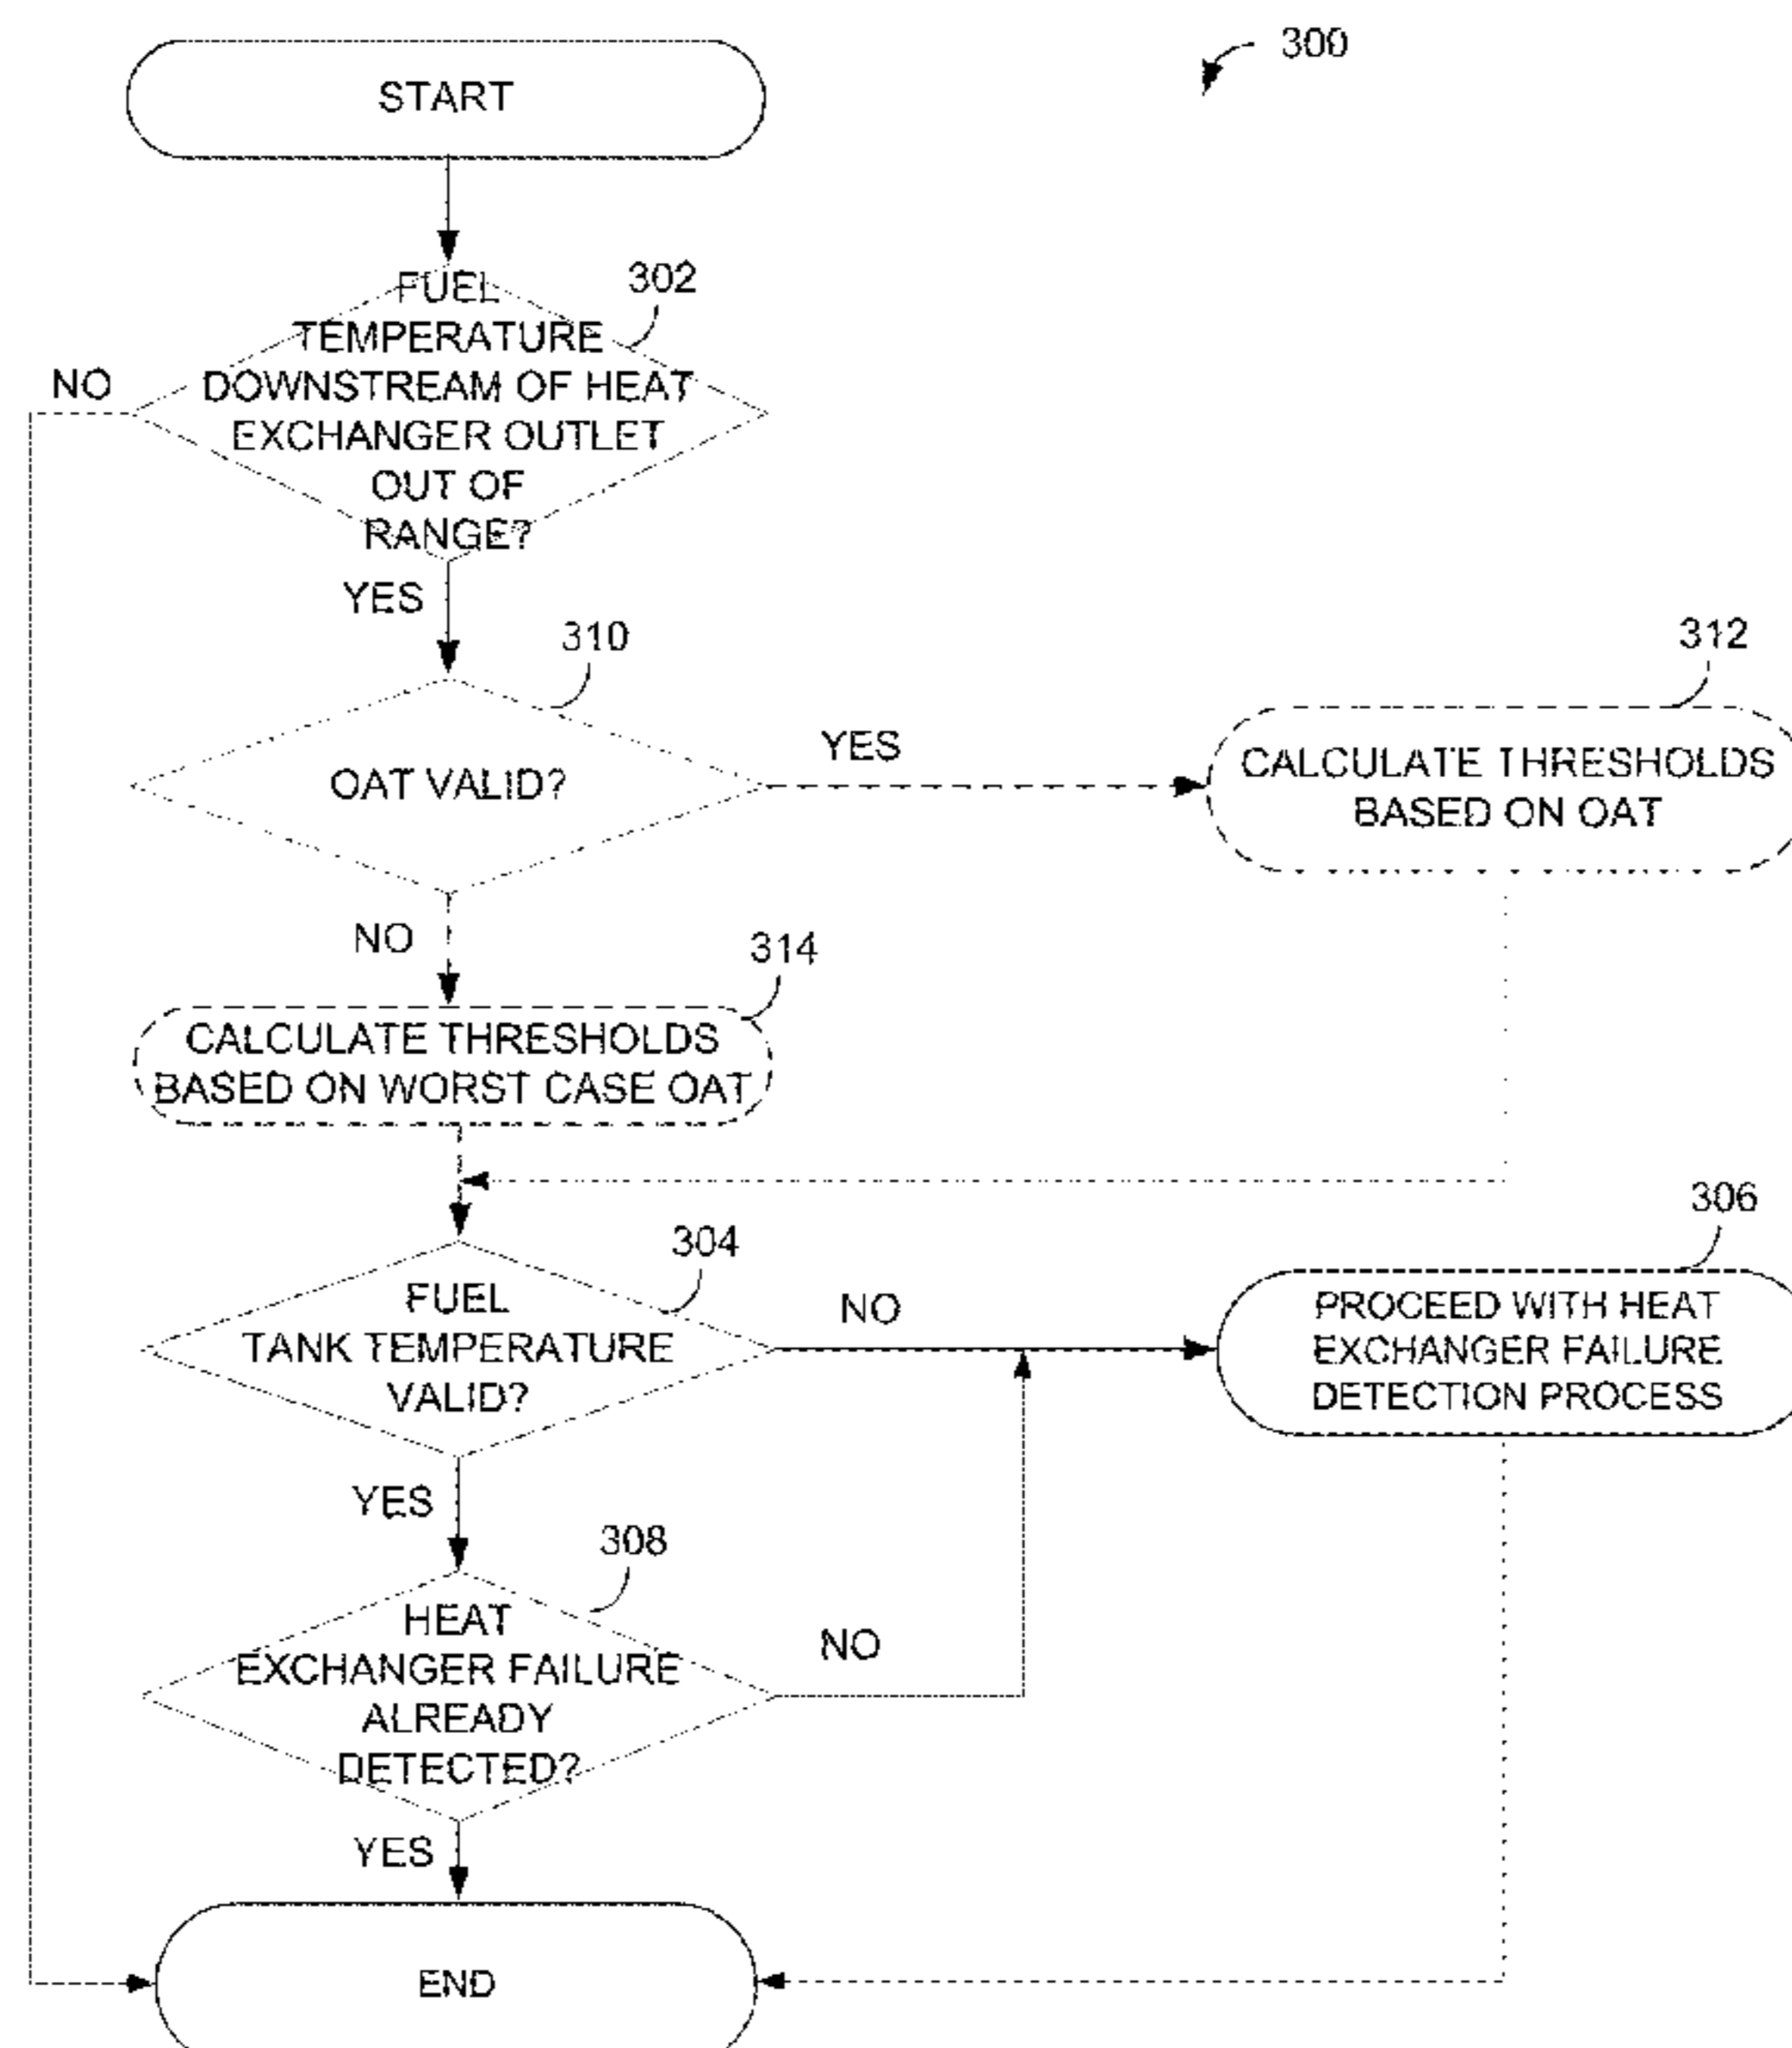 300
START
302
FUEL
TEMPERATURE
DOWNSTREAM OF HEAT
EXCHANGER OUTLET
OUT OF
RANGE?
NO
YES
310
OAT VALID?
YES
312
CALCULATE THRESHOLDS
BASED ON OAT
NO
314
CALCULATE THRESHOLDS
BASED ON WORST CASE OAT
304
FUEL
TANK TEMPERATURE
VALID?
NO
306
PROCEED WITH HEAT
EXCHANGER FAILURE
DETECTION PROCESS
YES
308
HEAT
EXCHANGER FAILURE
ALREADY
DETECTED?
NO
YES
END